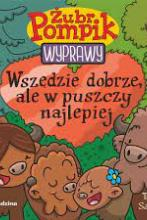 Żubr
Pompik
WYPRAWY
Wszędzie dobrze,
ale w puszczy
najlepiej